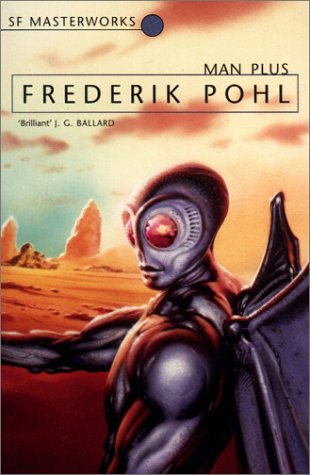 SF MASTERWORKS
MAN PLUS
FREDERIK POHL
'Brilliant' J. G. BALLARD